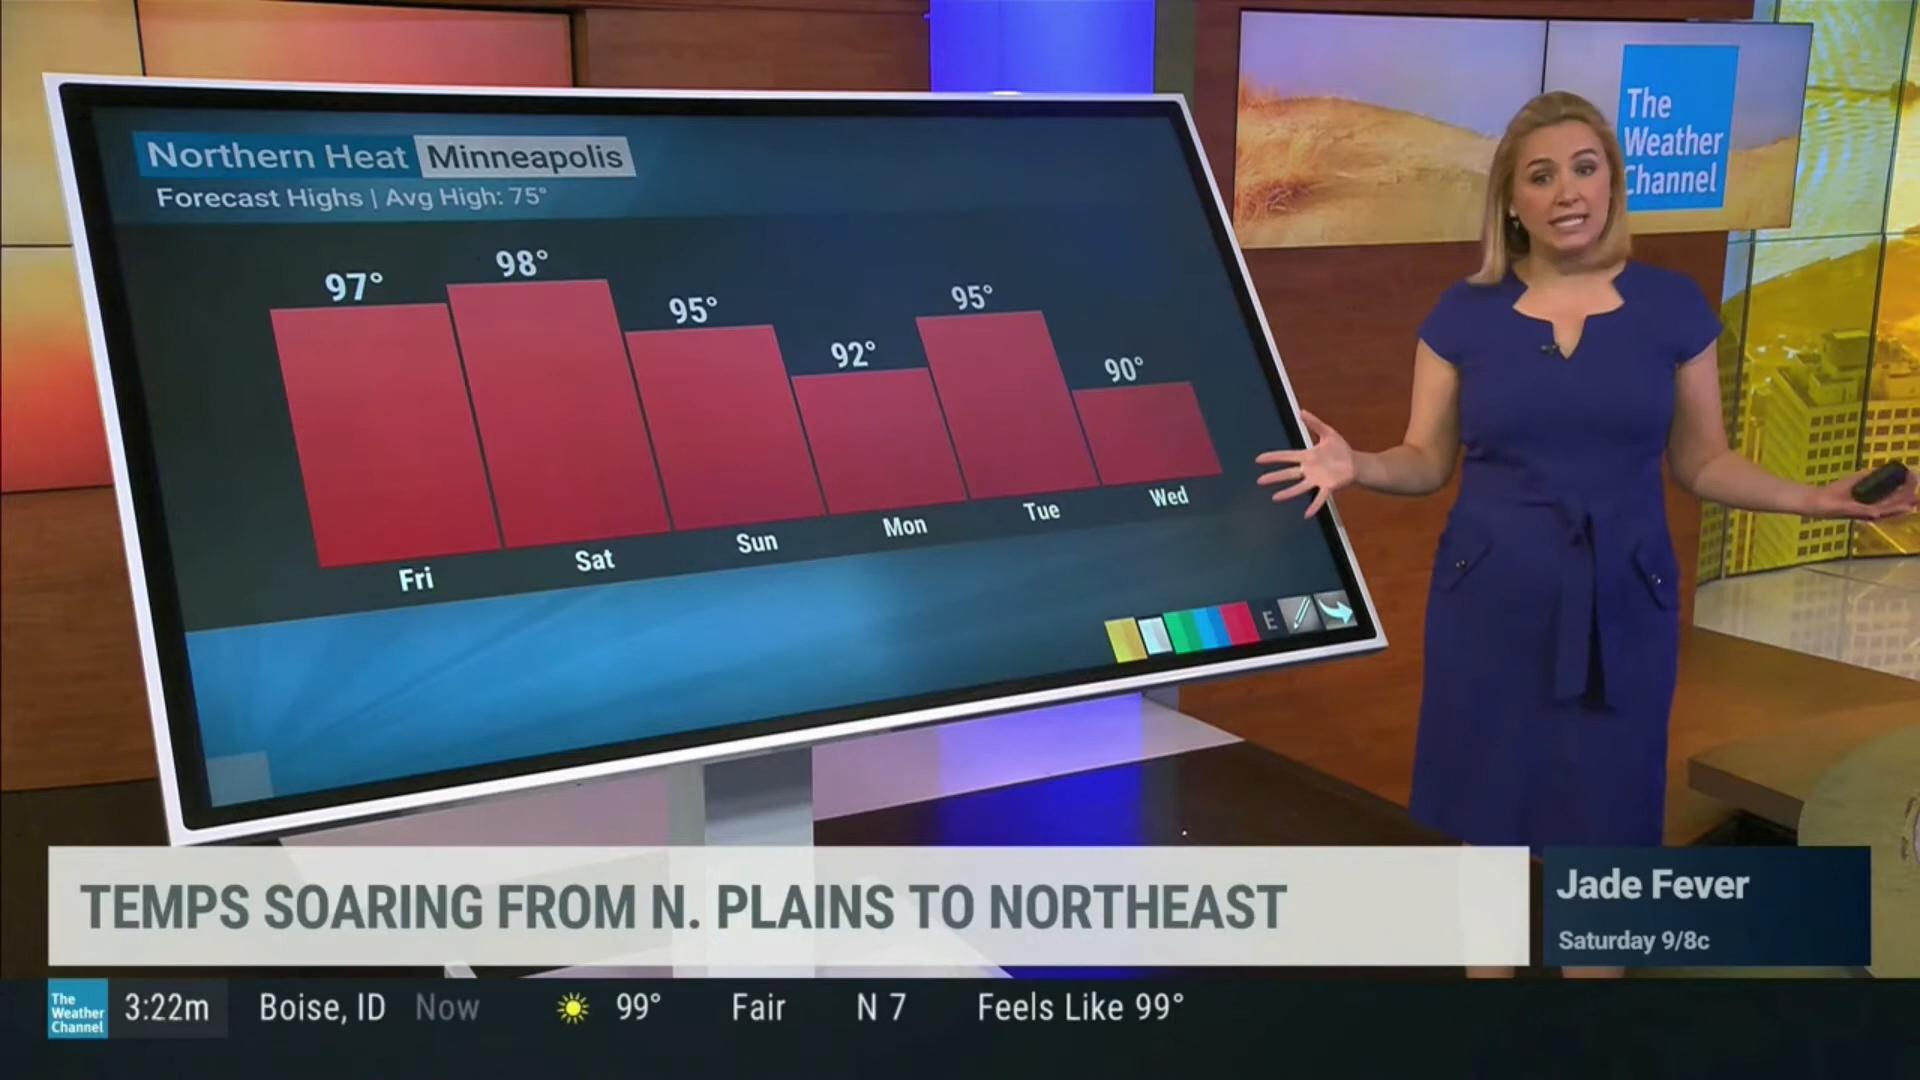 Northern Heat Minneapolis
Forecast Highs | Avg High: 75°
97° 98° 95° 92° 95° 90°
Fri Sat Sun Mon Tue Wed
E
The
Weather
Channel
TEMPS SOARING FROM N. PLAINS TO NORTHEAST
Jade Fever
Saturday 9/8c
The
Weather
Channel
3:22m Boise, ID Now 99° Fair N 7 Feels Like 99°